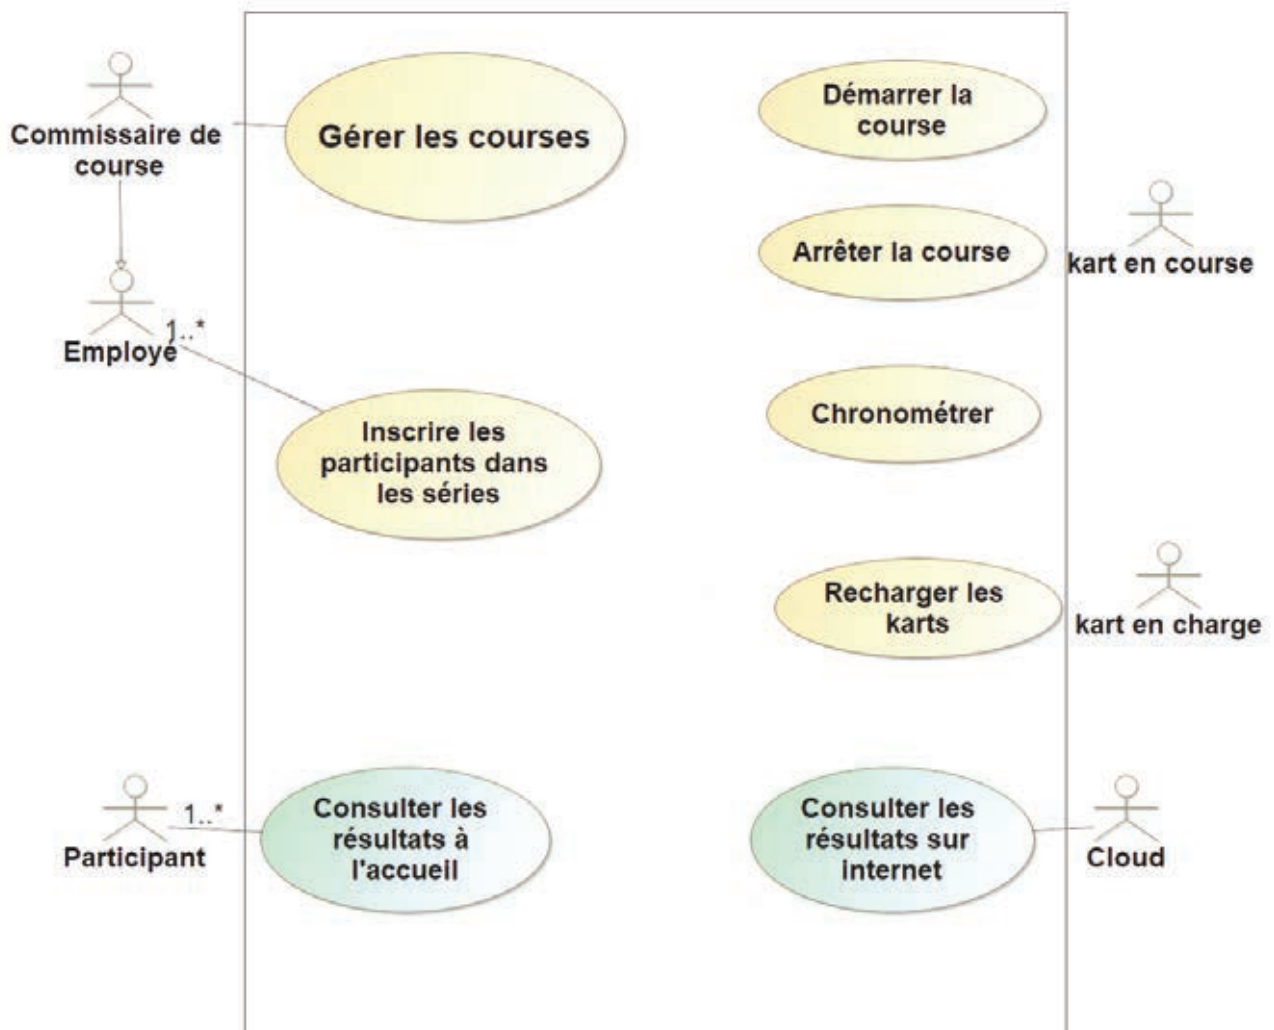 Commissaire de
course
Gérer les courses
Démarrer la
course
Arrêter la course
kart en course
Employé
1..*
Inscrire les
participants dans
les séries
Chronométrer
Recharger les
karts
kart en charge
Participant
1..*
Consulter les
résultats à
l'accueil
Consulter les
résultats sur
internet
Cloud